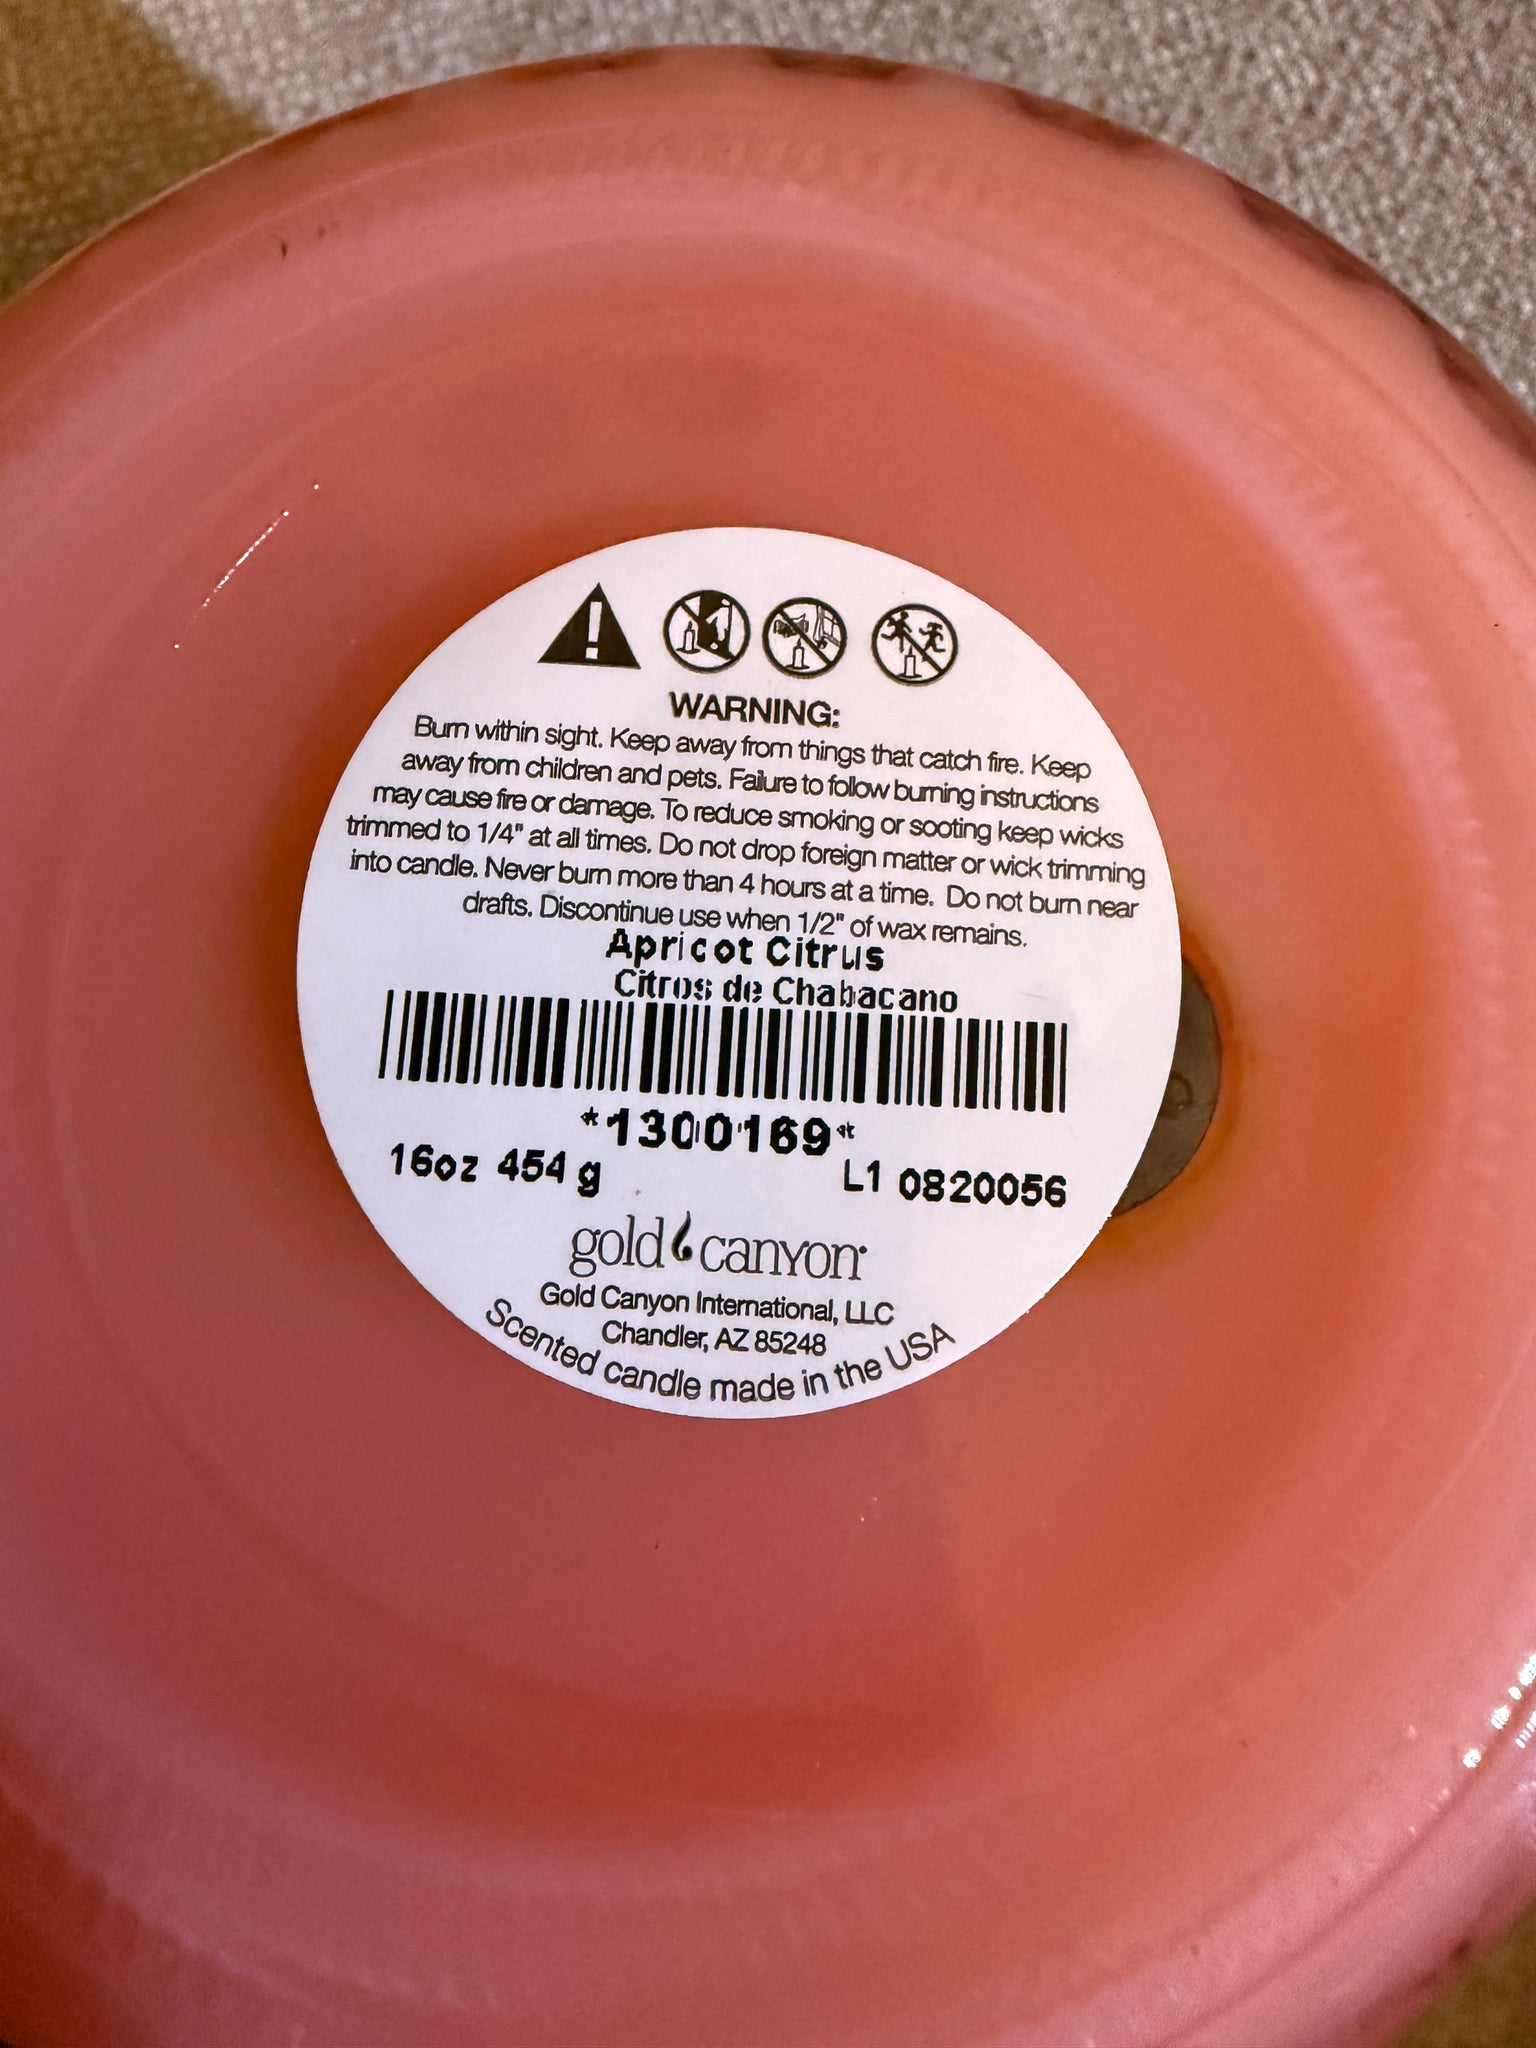 WARNING:
Burn within sight. Keep away from things that catch fire. Keep
away from children and pets. Failure to follow burning instructions
may cause fire or damage. To reduce smoking or sooting keep wicks
trimmed to 1/4" at all times. Do not drop foreign matter or wick trimming
into candle. Never burn more than 4 hours at a time. Do not burn near
drafts. Discontinue use when 1/2" of wax remains.
Apricot Citrus
Citros de Chabacano
*1300169*
16oz 454 g L1 0820056
gold canyon
Gold Canyon International, LLC
Chandler, AZ 85248
Scented candle made in the USA